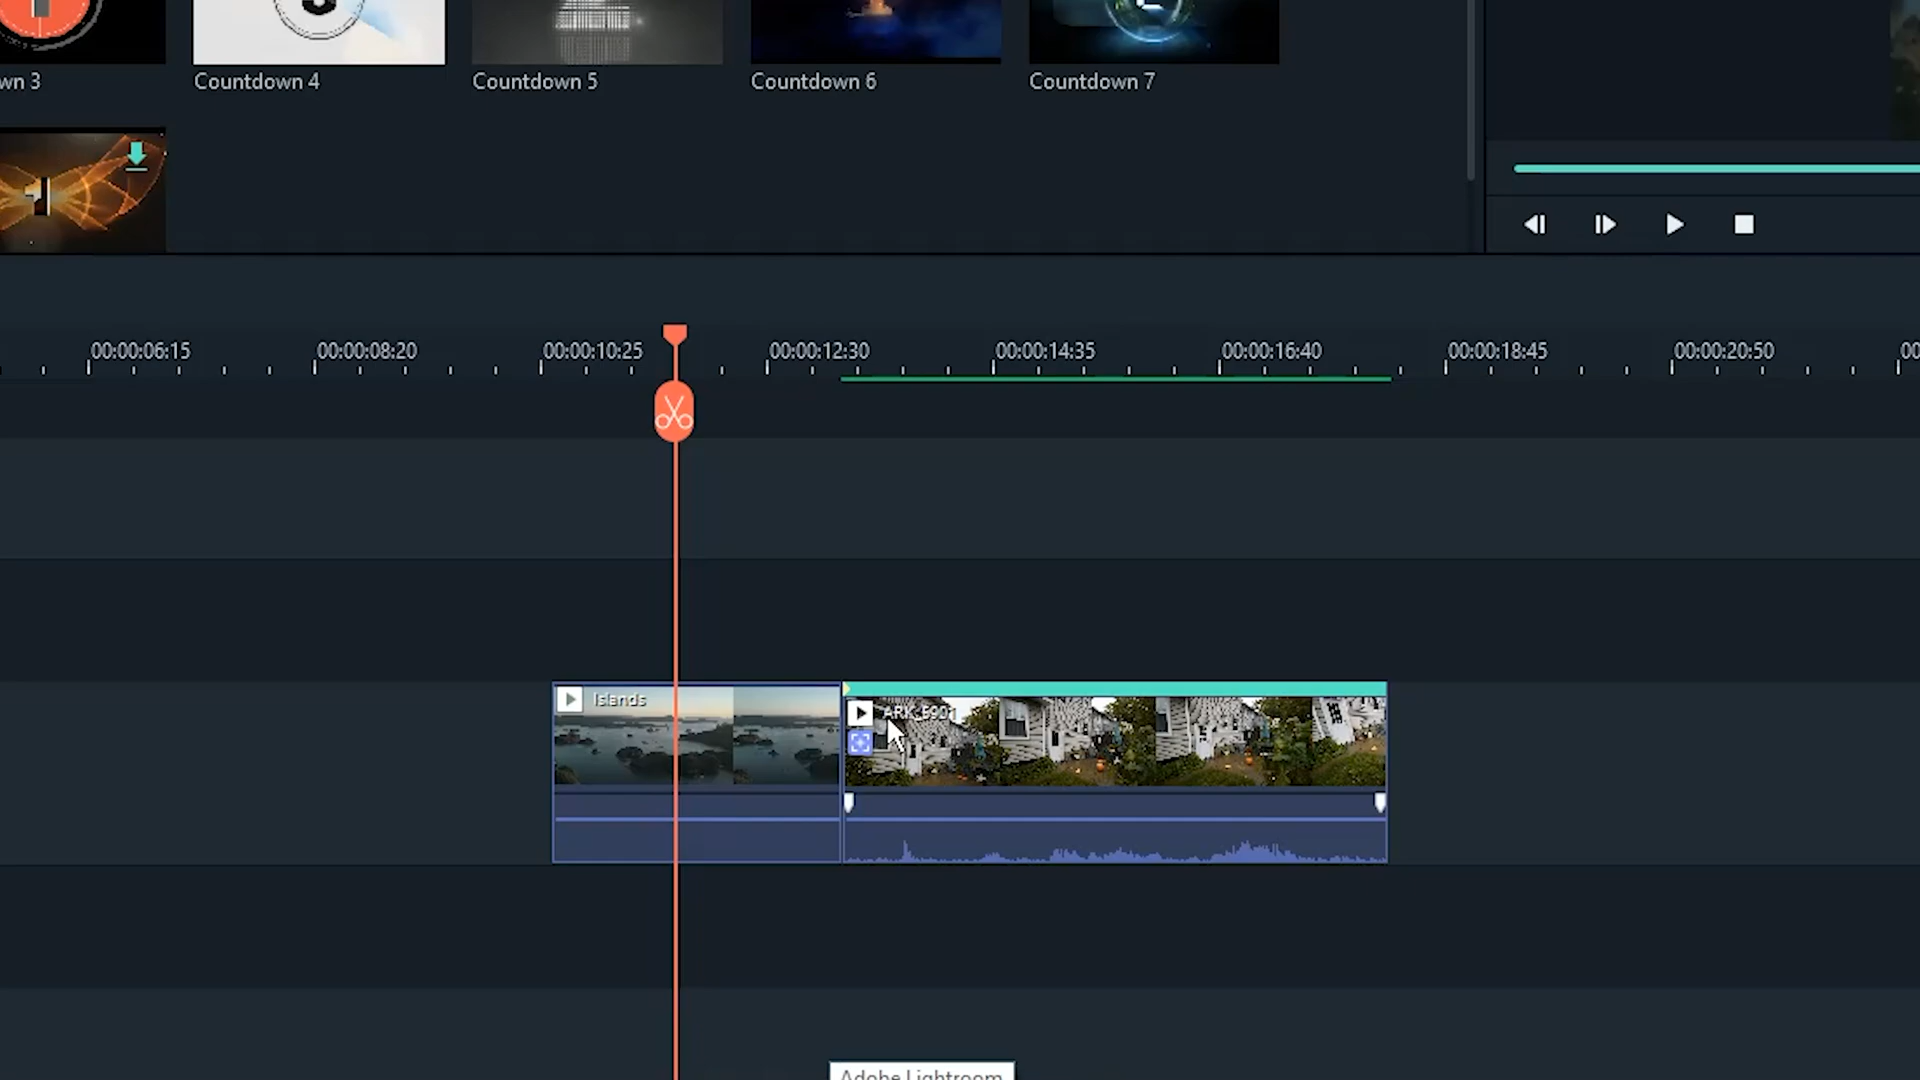 wn 3
Countdown 4
Countdown 5
Countdown 6
Countdown 7
1
00:00:06:15
00:00:08:20
00:00:10:25
00:00:12:30
00:00:14:35
00:00:16:40
00:00:18:45
00:00:20:50
00
Islands
Adobe Lightroom